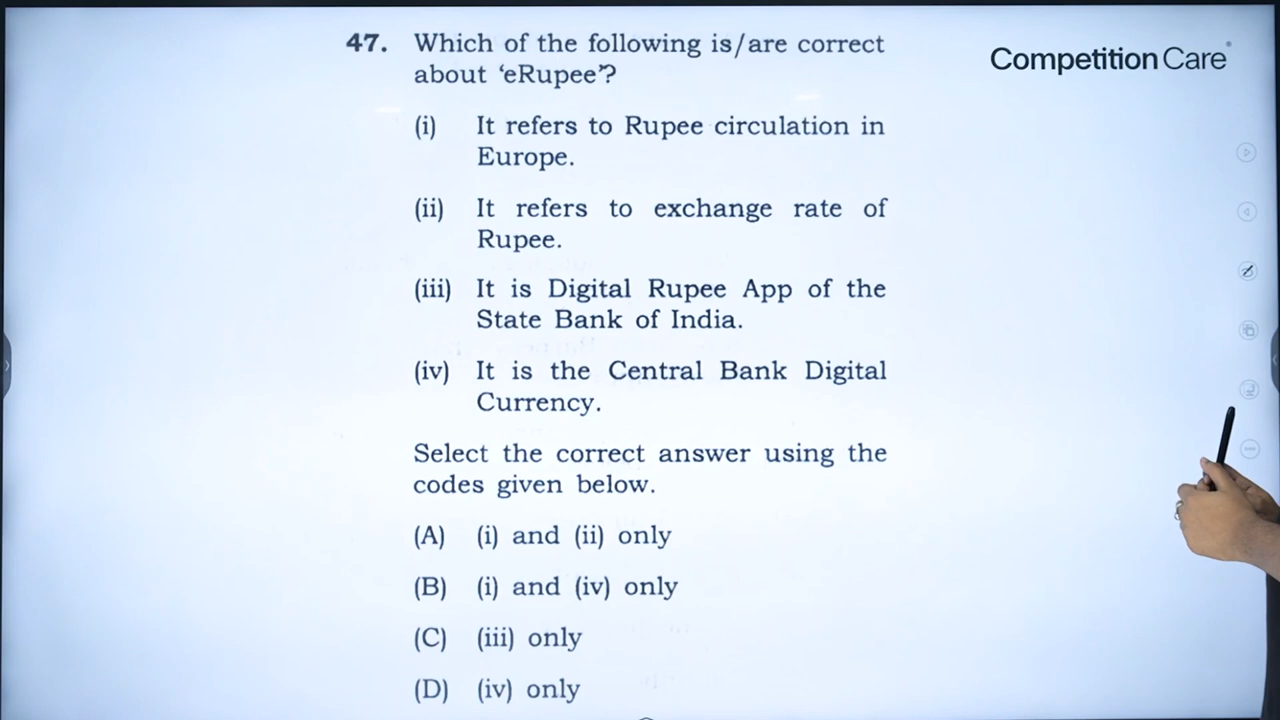 47. Which of the following is/are correct
about ‘eRupee’?
Competition Care
(i) It refers to Rupee circulation in
Europe.
(ii) It refers to exchange rate of
Rupee.
(iii) It is Digital Rupee App of the
State Bank of India.
(iv) It is the Central Bank Digital
Currency.
Select the correct answer using the
codes given below.
(A) (i) and (ii) only
(B) (i) and (iv) only
(C) (iii) only
(D) (iv) only